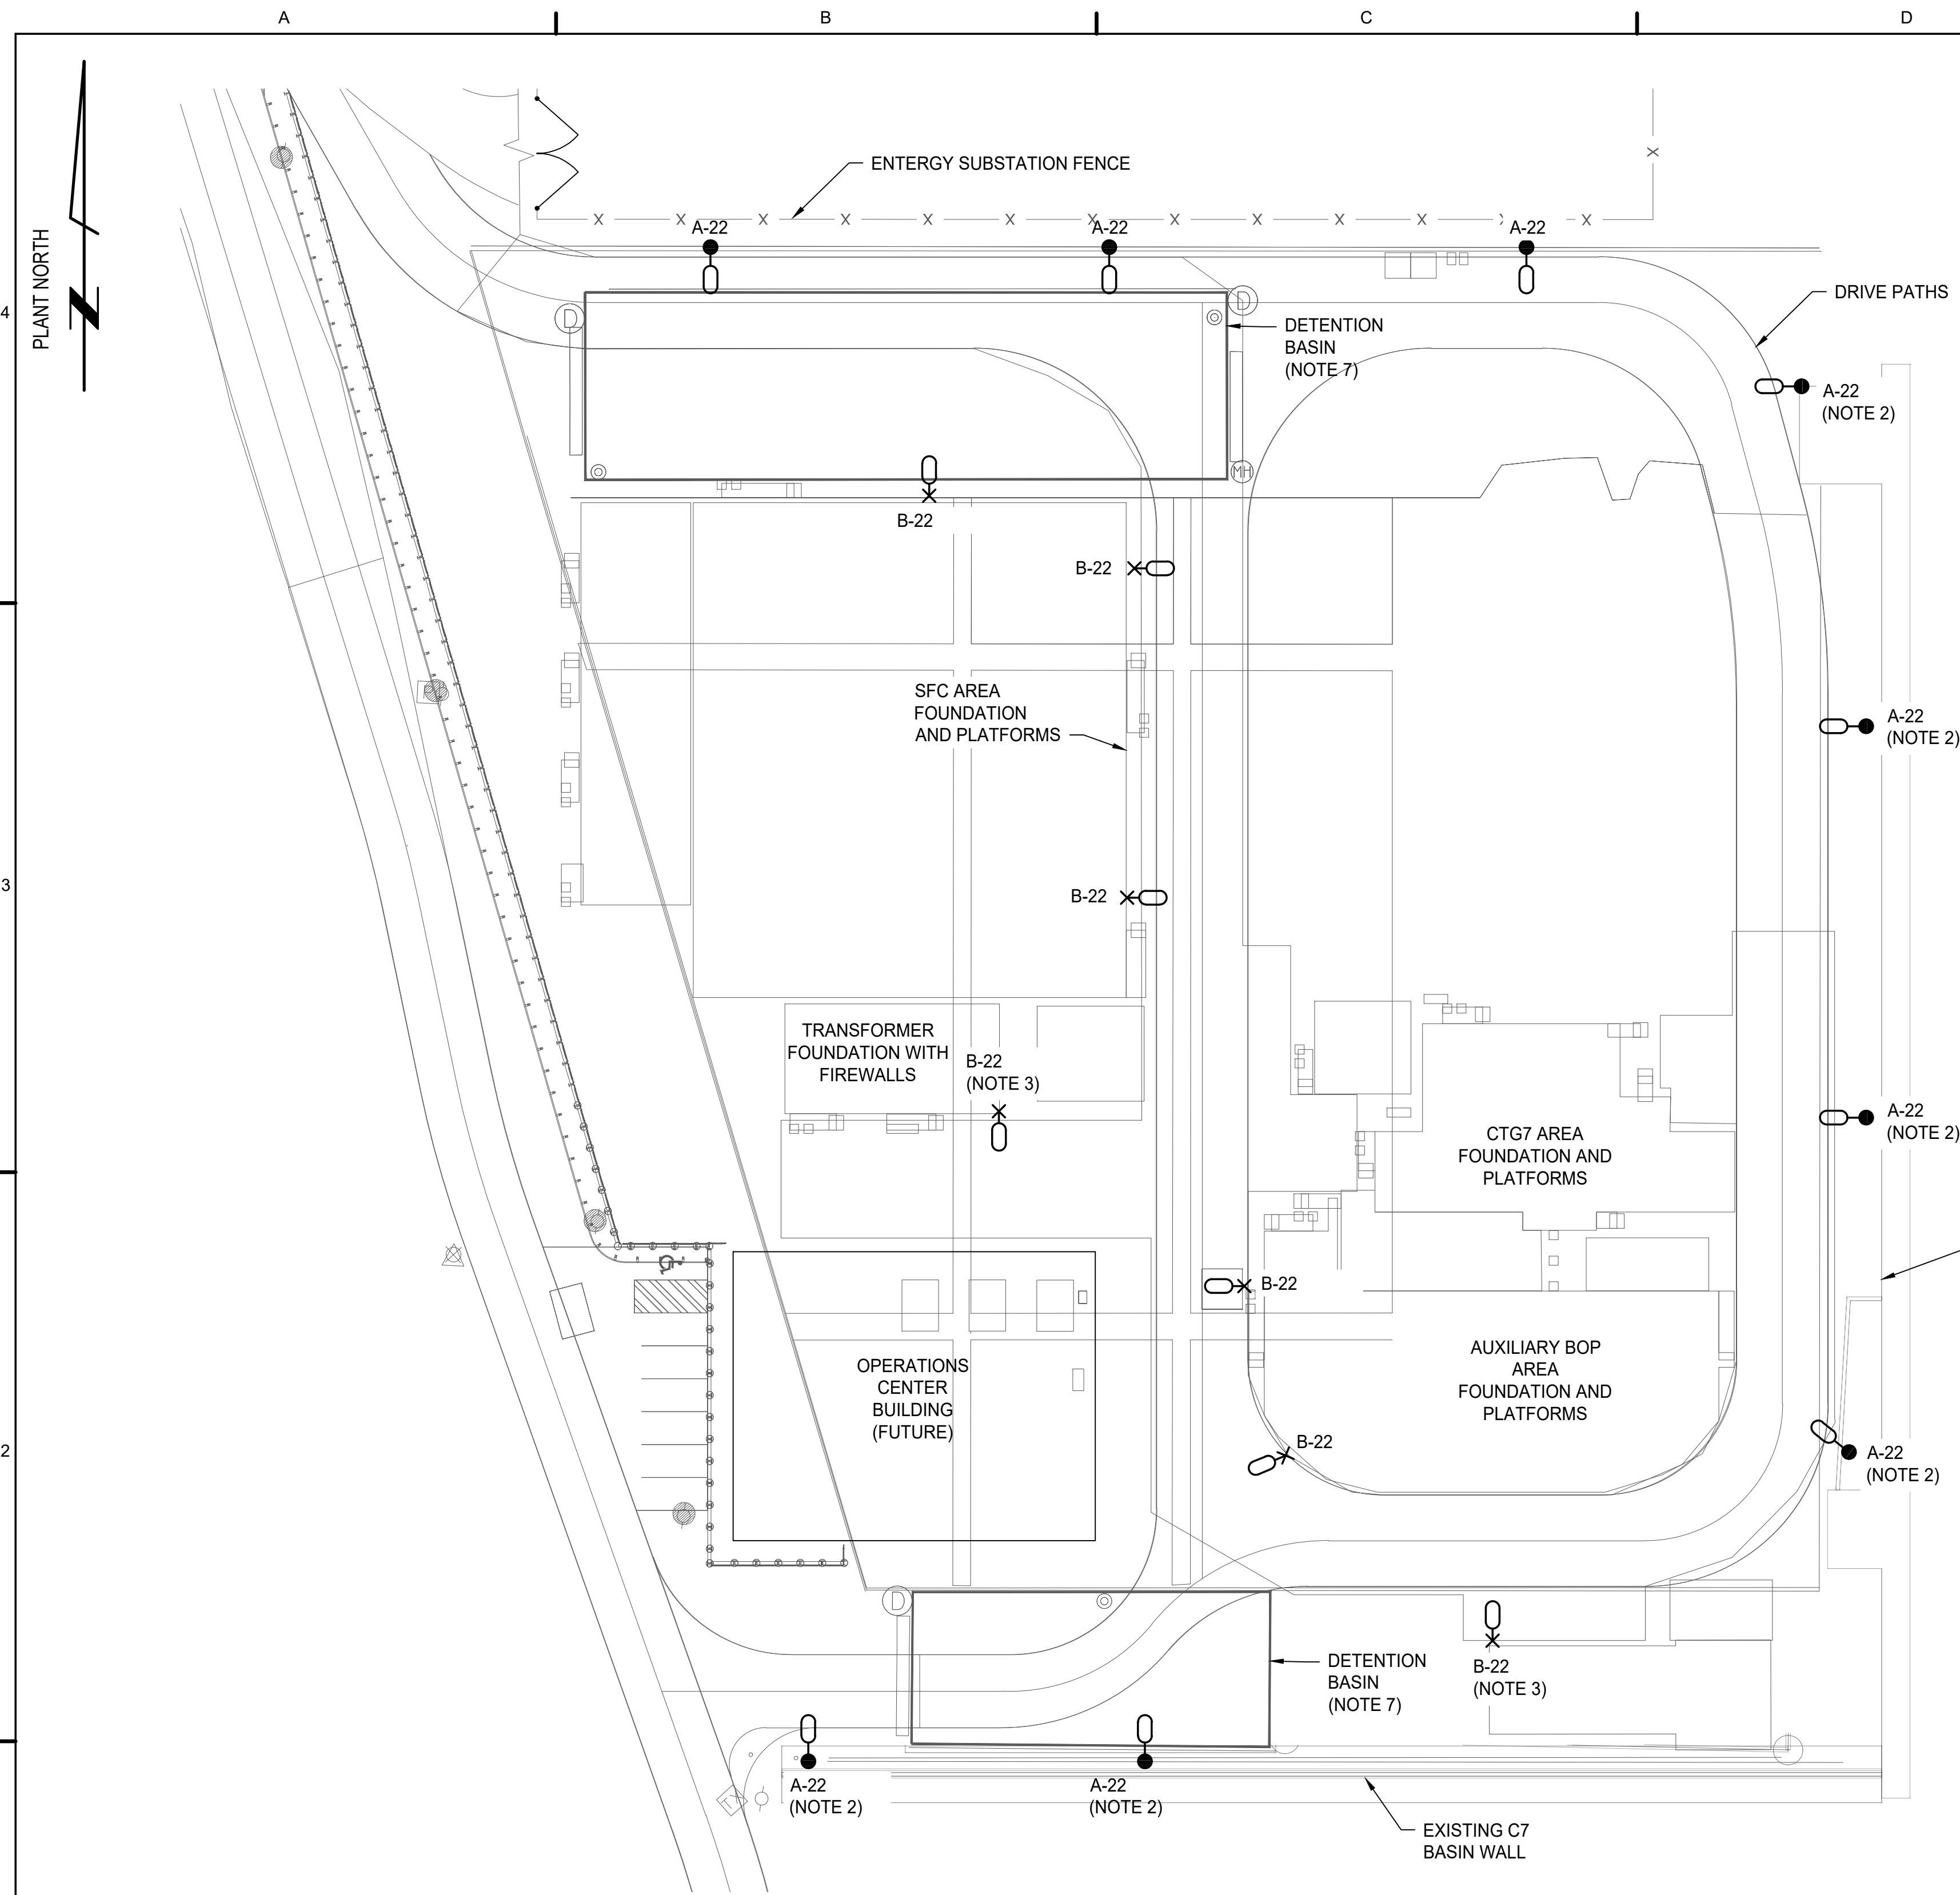 A
B
C
D
4
3
2
PLANT NORTH
N
ENTERGY SUBSTATION FENCE
X X X X X X X X X X X X
X
A-22
A-22
A-22
DRIVE PATHS
D
D
DETENTION
BASIN
(NOTE 7)
A-22
(NOTE 2)
MH
B-22
B-22
P
SFC AREA
FOUNDATION
AND PLATFORMS
A-22
(NOTE 2)
B-22
TRANSFORMER
FOUNDATION WITH
FIREWALLS
B-22
(NOTE 3)
A-22
(NOTE 2)
CTG7 AREA
FOUNDATION AND
PLATFORMS
B-22
OPERATIONS
CENTER
BUILDING
(FUTURE)
AUXILIARY BOP
AREA
FOUNDATION AND
PLATFORMS
B-22
A-22
(NOTE 2)
D
DETENTION
BASIN
(NOTE 7)
B-22
(NOTE 3)
A-22
(NOTE 2)
A-22
(NOTE 2)
EXISTING C7
BASIN WALL